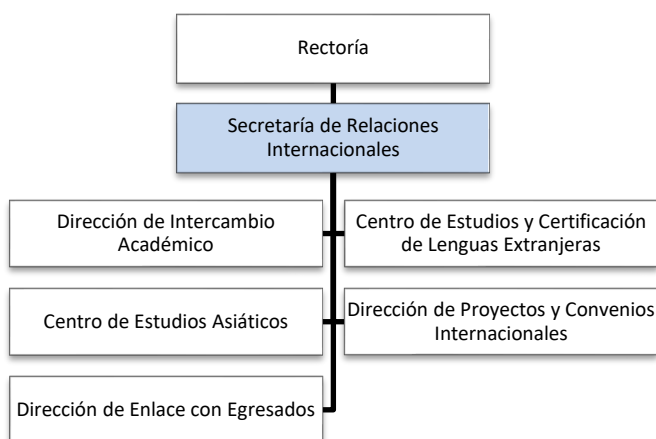 Rectoría
Secretaría de Relaciones
Internacionales
Dirección de Intercambio
Académico
Centro de Estudios y Certificación
de Lenguas Extranjeras
Centro de Estudios Asiáticos
Dirección de Proyectos y Convenios
Internacionales
Dirección de Enlace con Egresados